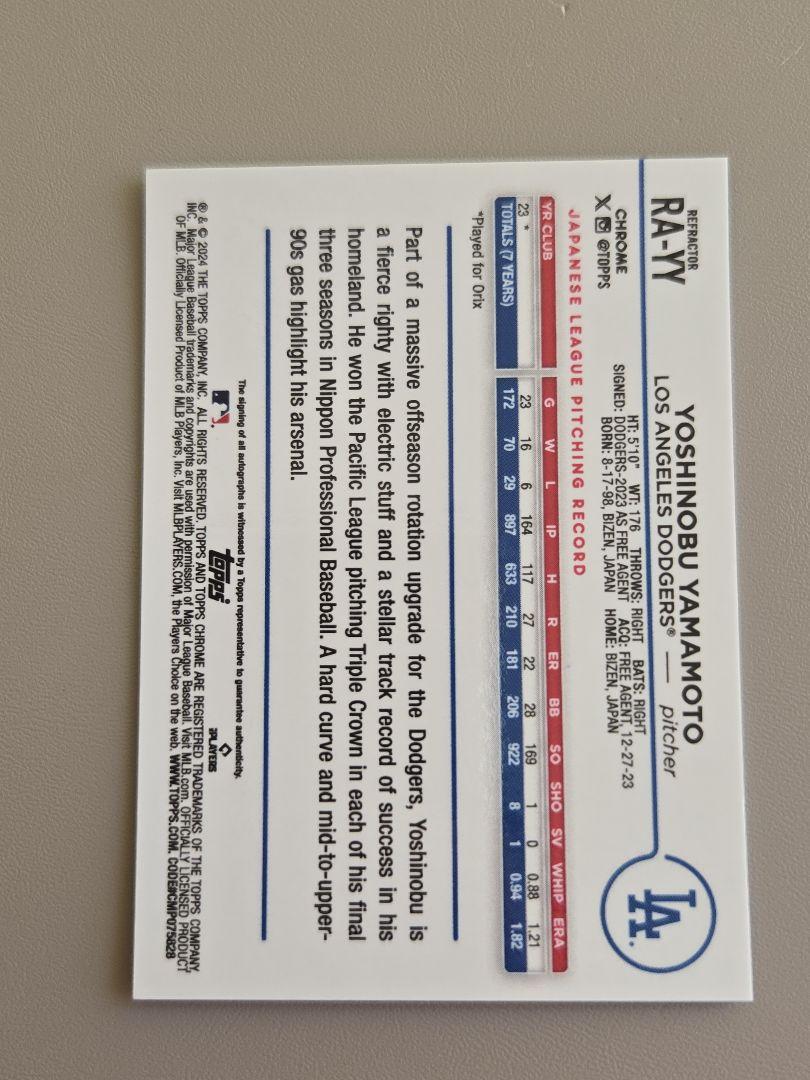 REFRACTOR
RA-YY
YOSHINOBU YAMAMOTO
LOS ANGELES DODGERS® — pitcher
LA
CHROME
@TOPPS
HT: 5'10" WT: 176 THROWS: RIGHT BATS: RIGHT
SIGNED: DODGERS-2023 AS FREE AGENT ACQ: FREE AGENT, 12-27-23
BORN: 8-17-98, BIZEN, JAPAN HOME: BIZEN, JAPAN
JAPANESE LEAGUE PITCHING RECORD
YR CLUB G W L IP H R ER BB SO SHO SV WHIP ERA
23 * 23 16 6 164 117 27 22 28 169 1 0 0.88 1.21
TOTALS (7 YEARS) 172 70 29 897 633 210 181 206 922 8 1 0.94 1.82
*Played for Orix
Part of a massive offseason rotation upgrade for the Dodgers, Yoshinobu is
a fierce righty with electric stuff and a stellar track record of success in his
homeland. He won the Pacific League pitching Triple Crown in each of his final
three seasons in Nippon Professional Baseball. A hard curve and mid-to-upper-
90s gas highlight his arsenal.
The signing of all autographs is witnessed by a Topps representative to guarantee authenticity.
topps
PLAYERS
® & © 2024 THE TOPPS COMPANY, INC. ALL RIGHTS RESERVED. TOPPS AND TOPPS CHROME ARE REGISTERED TRADEMARKS OF THE TOPPS COMPANY,
INC. Major League Baseball trademarks and copyrights are used with permission of Major League Baseball. Visit MLB.com. OFFICIALLY LICENSED PRODUCT
OF MLB. Officially Licensed Product of MLB Players, Inc. Visit MLBPLAYERS.COM, the Players Choice on the web. WWW.TOPPS.COM. CODE#CMP075828